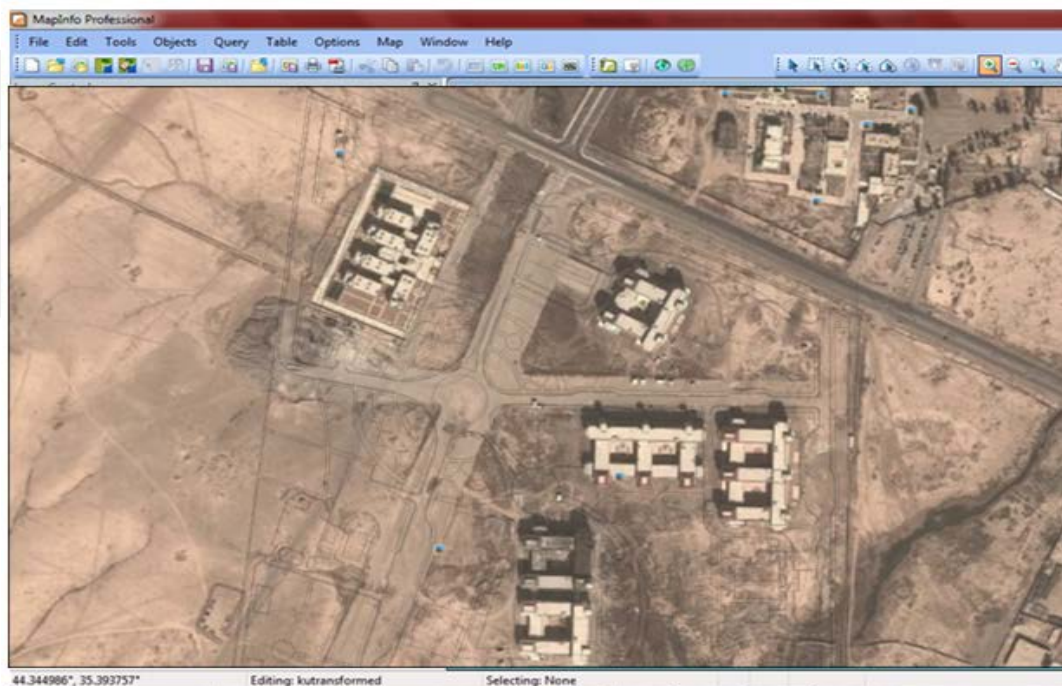 MapInfo Professional
File Edit Tools Objects Query Table Options Map Window Help
44.344986°, 35.393757° Editing: kutransformed Selecting: None